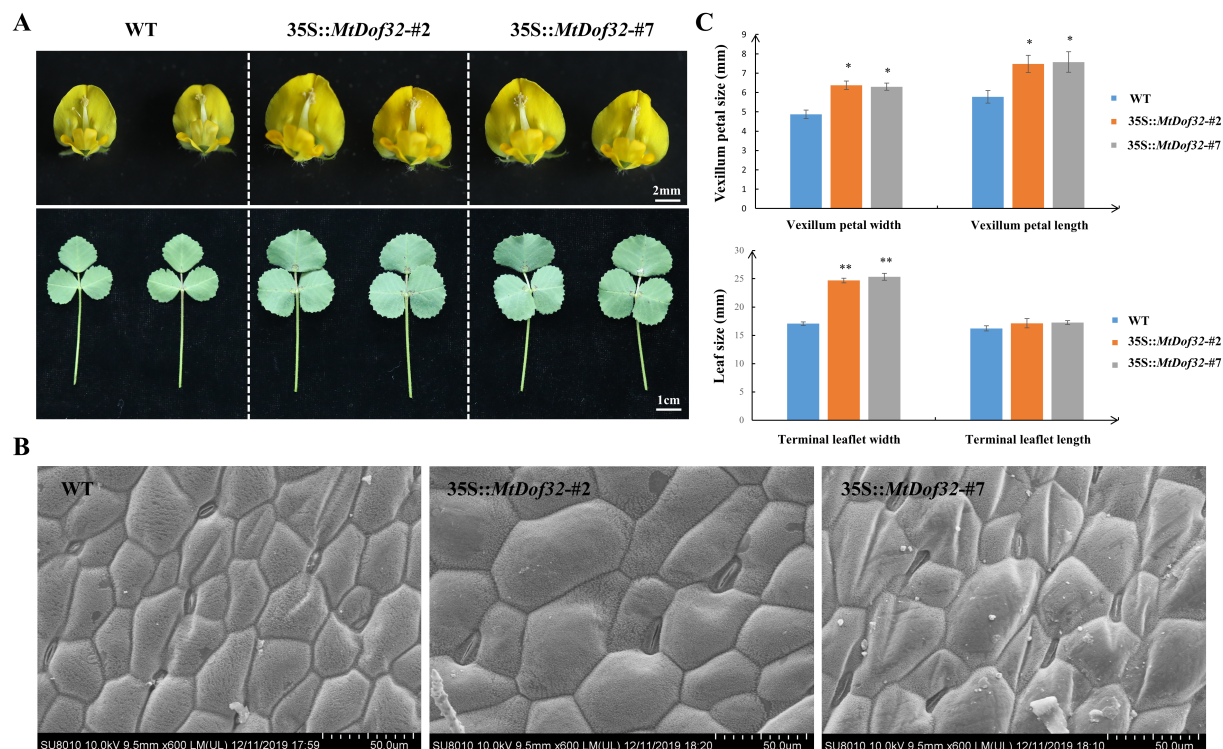 A
WT
35S::MtDof32-#2
35S::MtDof32-#7
2mm
1cm
C
Vexillum petal size (mm)
9
8
7
6
5
4
3
2
1
0
*
*
*
*
Vexillum petal width
Vexillum petal length
WT
35S::MtDof32-#2
35S::MtDof32-#7
Leaf size (mm)
30
25
20
15
10
5
0
**
**
Terminal leaflet width
Terminal leaflet length
WT
35S::MtDof32-#2
35S::MtDof32-#7
B
WT
35S::MtDof32-#2
35S::MtDof32-#7
SU8010 10.0kV 9.5mm x600 LM(UL) 12/11/2019 17:59
50.0um
SU8010 10.0kV 9.5mm x600 LM(UL) 12/11/2019 18:20
50.0um
SU8010 10.0kV 9.5mm x600 LM(UL) 12/11/2019
50.0um